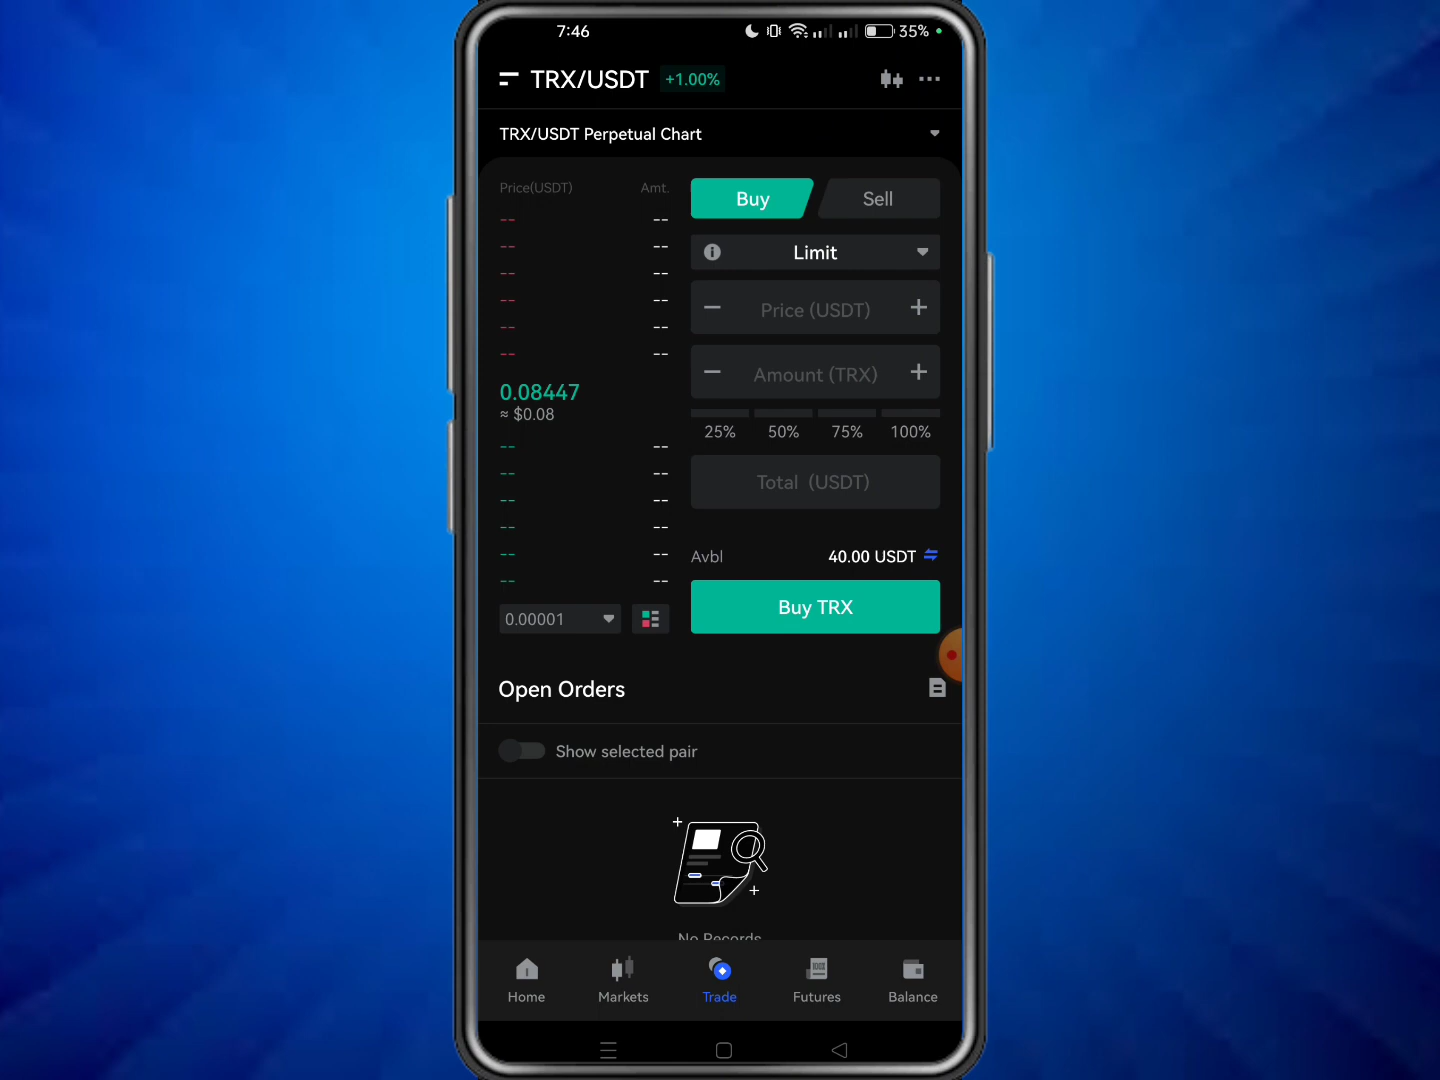 7:46 35%
TRX/USDT +1.00%
TRX/USDT Perpetual Chart
Price(USDT) Amt.
-- --
-- --
-- --
-- --
-- --
-- --
0.08447
≈ $0.08
-- --
-- --
-- --
-- --
-- --
-- --
0.00001
Buy Sell
Limit
− Price (USDT) +
− Amount (TRX) +
25% 50% 75% 100%
Total (USDT)
Avbl 40.00 USDT
Buy TRX
Open Orders
Show selected pair
No Records
Home Markets Trade Futures Balance